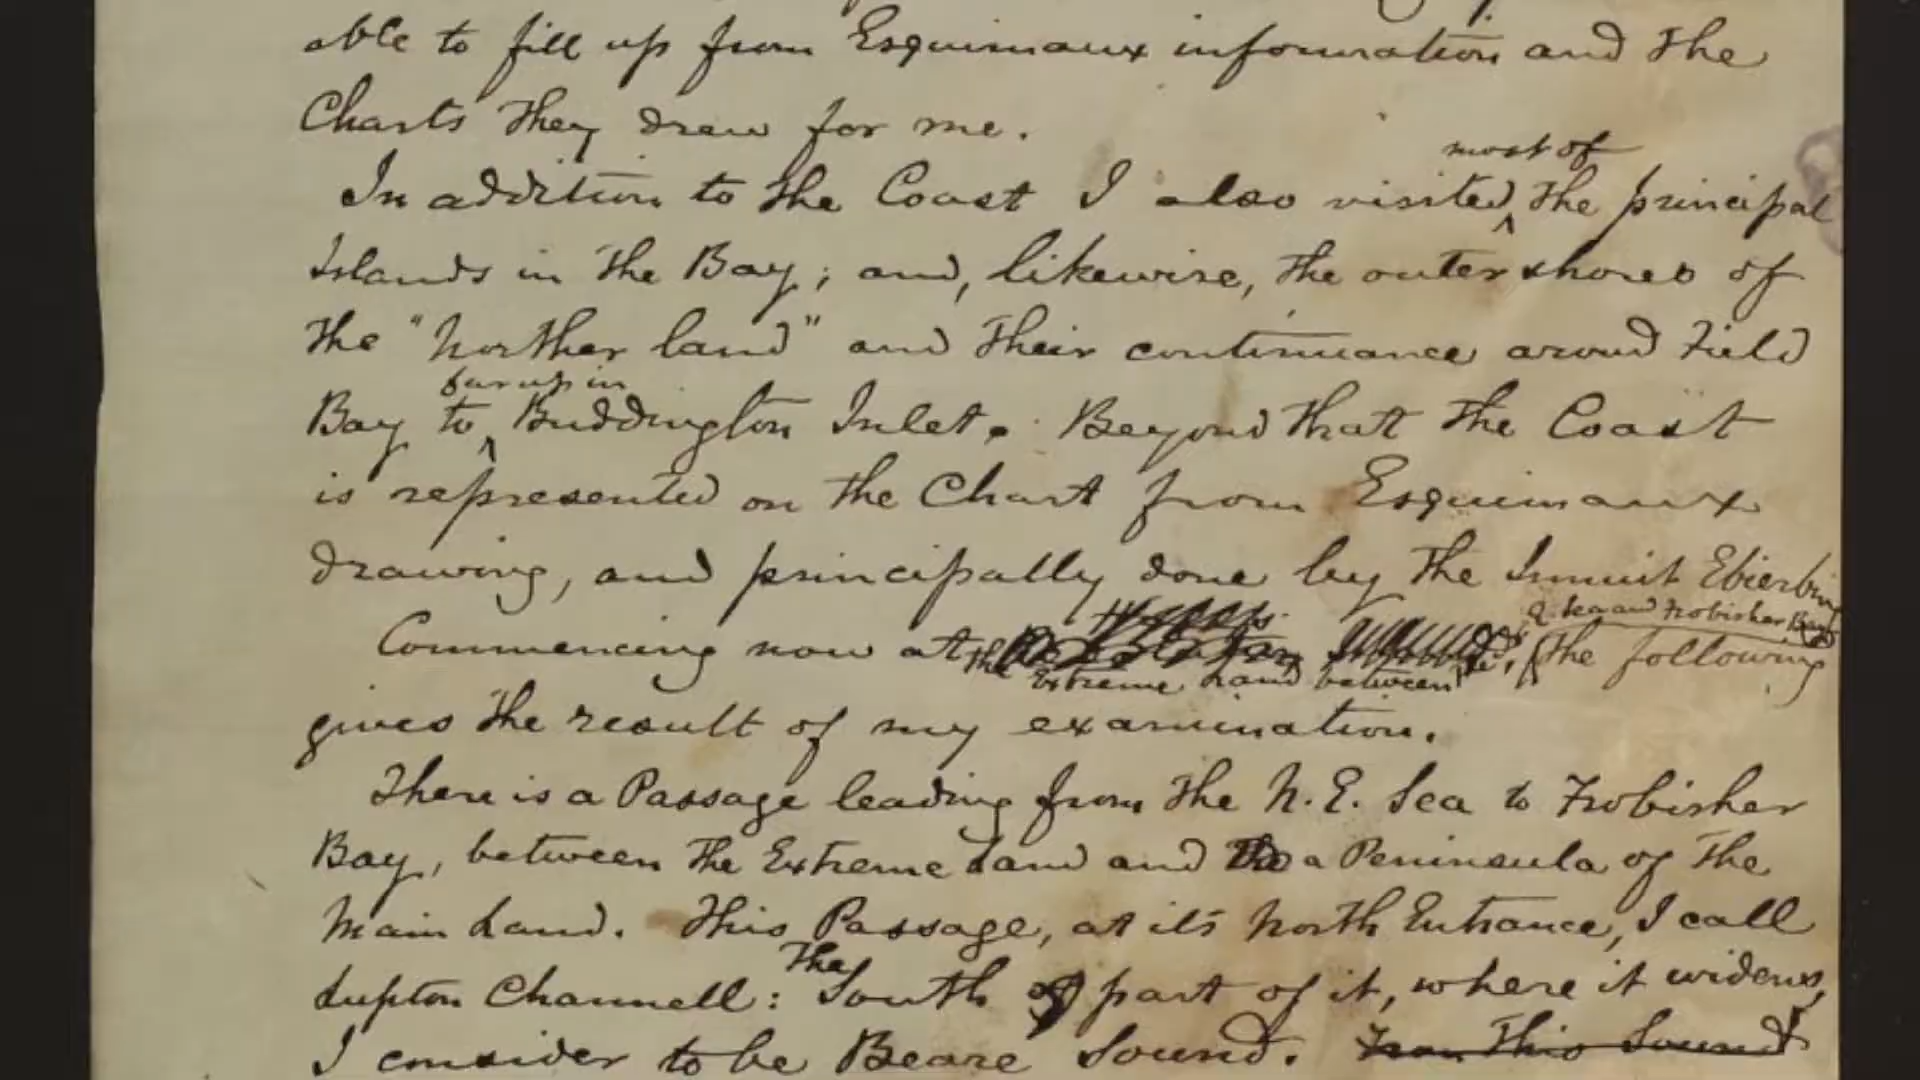 able to fill up from Esquimaux information and the
Charts they drew for me.
most of
In addition to the Coast I also visited ^ the principal
Islands in the Bay; and, likewise, the outer shores of
the "Norther land" and their continuance around Field
far up in
Bay to ^ Buddington Inlet. Beyond that the Coast
is represented on the Chart from Esquimaux
drawing, and principally done by the Innuit Ebierbing
Sea and Frobisher Bay
Commencing now at the The following
Extreme Land between
gives the result of my examination.
There is a Passage leading from the N.E. Sea to Frobisher
Bay, between the Extreme Land and a Peninsula of the
Main Land. This Passage, at it's North Entrance, I call
The
Lupton Channell: South part of it, where it widens,
I consider to be Beare Sound. From This Sound